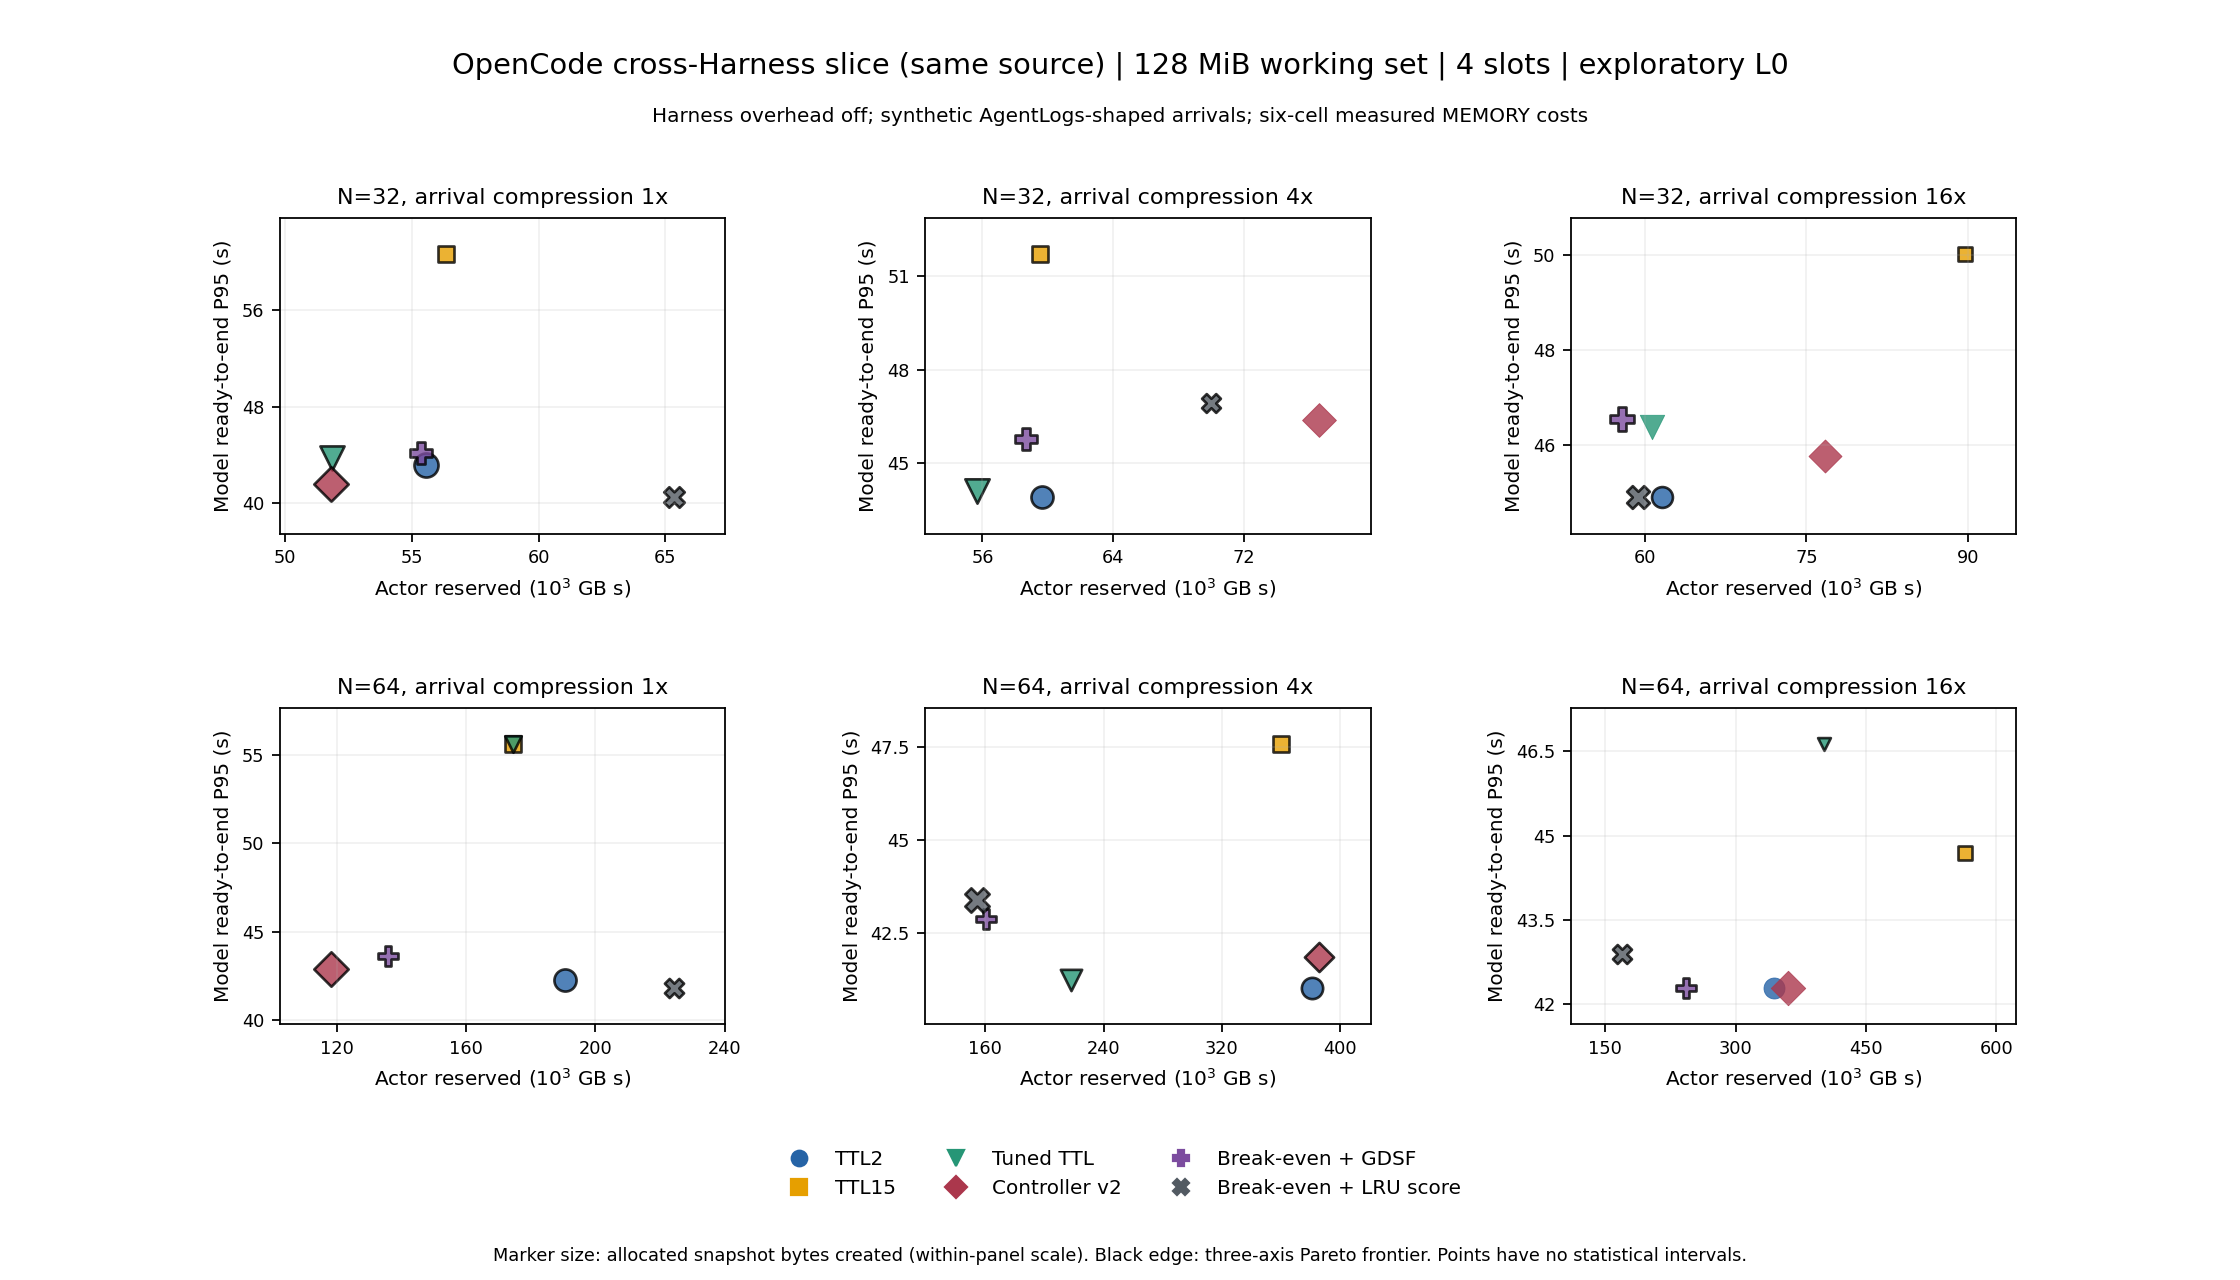 OpenCode cross-Harness slice (same source) | 128 MiB working set | 4 slots | exploratory L0
Harness overhead off; synthetic AgentLogs-shaped arrivals; six-cell measured MEMORY costs
N=32, arrival compression 1x
Model ready-to-end P95 (s)
56
48
40
50
55
60
65
Actor reserved (10³ GB s)
N=32, arrival compression 4x
Model ready-to-end P95 (s)
51
48
45
56
64
72
Actor reserved (10³ GB s)
N=32, arrival compression 16x
Model ready-to-end P95 (s)
50
48
46
60
75
90
Actor reserved (10³ GB s)
N=64, arrival compression 1x
Model ready-to-end P95 (s)
55
50
45
40
120
160
200
240
Actor reserved (10³ GB s)
N=64, arrival compression 4x
Model ready-to-end P95 (s)
47.5
45
42.5
160
240
320
400
Actor reserved (10³ GB s)
N=64, arrival compression 16x
Model ready-to-end P95 (s)
46.5
45
43.5
42
150
300
450
600
Actor reserved (10³ GB s)
TTL2
TTL15
Tuned TTL
Controller v2
Break-even + GDSF
Break-even + LRU score
Marker size: allocated snapshot bytes created (within-panel scale). Black edge: three-axis Pareto frontier. Points have no statistical intervals.